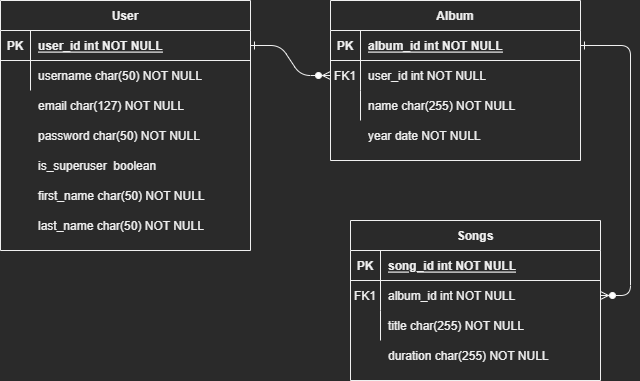 User
PK user_id int NOT NULL
username char(50) NOT NULL
email char(127) NOT NULL
password char(50) NOT NULL
is_superuser boolean
first_name char(50) NOT NULL
last_name char(50) NOT NULL
Album
PK album_id int NOT NULL
FK1 user_id int NOT NULL
name char(255) NOT NULL
year date NOT NULL
Songs
PK song_id int NOT NULL
FK1 album_id int NOT NULL
title char(255) NOT NULL
duration char(255) NOT NULL